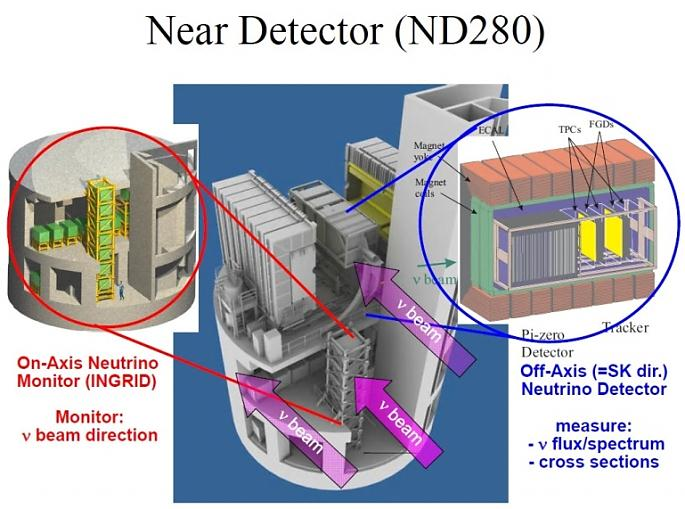 Near Detector (ND280)
ECAL
TPCs
FGDs
Magnet
yoke
Magnet
coils
ν beam
ν beam
ν beam
ν beam
Pi-zero
Detector
Tracker
On-Axis Neutrino
Monitor (INGRID)
Monitor:
ν beam direction
Off-Axis (=SK dir.)
Neutrino Detector
measure:
- ν flux/spectrum
- cross sections